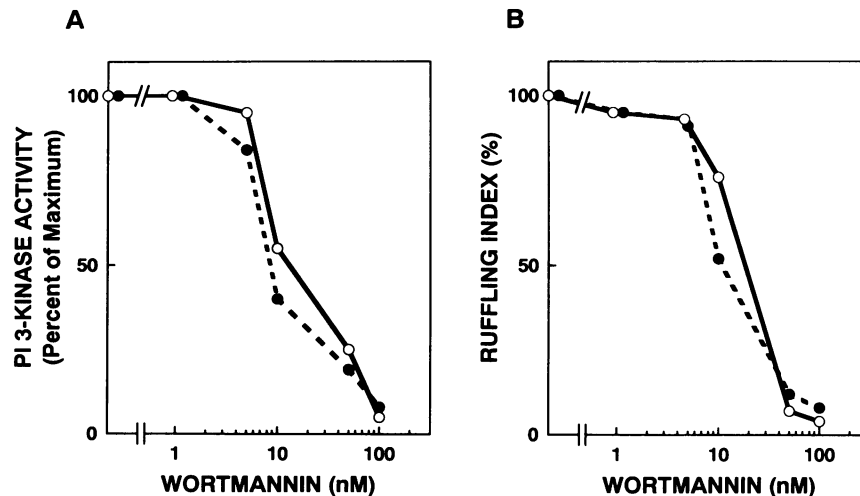 A
PI 3-KINASE ACTIVITY
(Percent of Maximum)
100
50
0
1
10
100
WORTMANNIN (nM)
B
RUFFLING INDEX (%)
100
50
0
1
10
100
WORTMANNIN (nM)